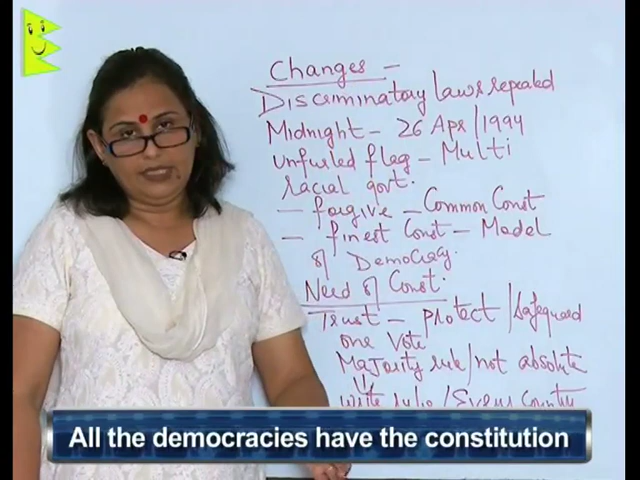 Changes -
Discriminatory laws repealed
Midnight - 26 Apr/1994
Unfurled flag - Multi
racial govt.
- forgive - Common Const
- finest Const - Model
of Democracy.
Need of Const.
Trust - protect/Safeguard
one Vote
Majority rule/not absolute
write Country
All the democracies have the constitution